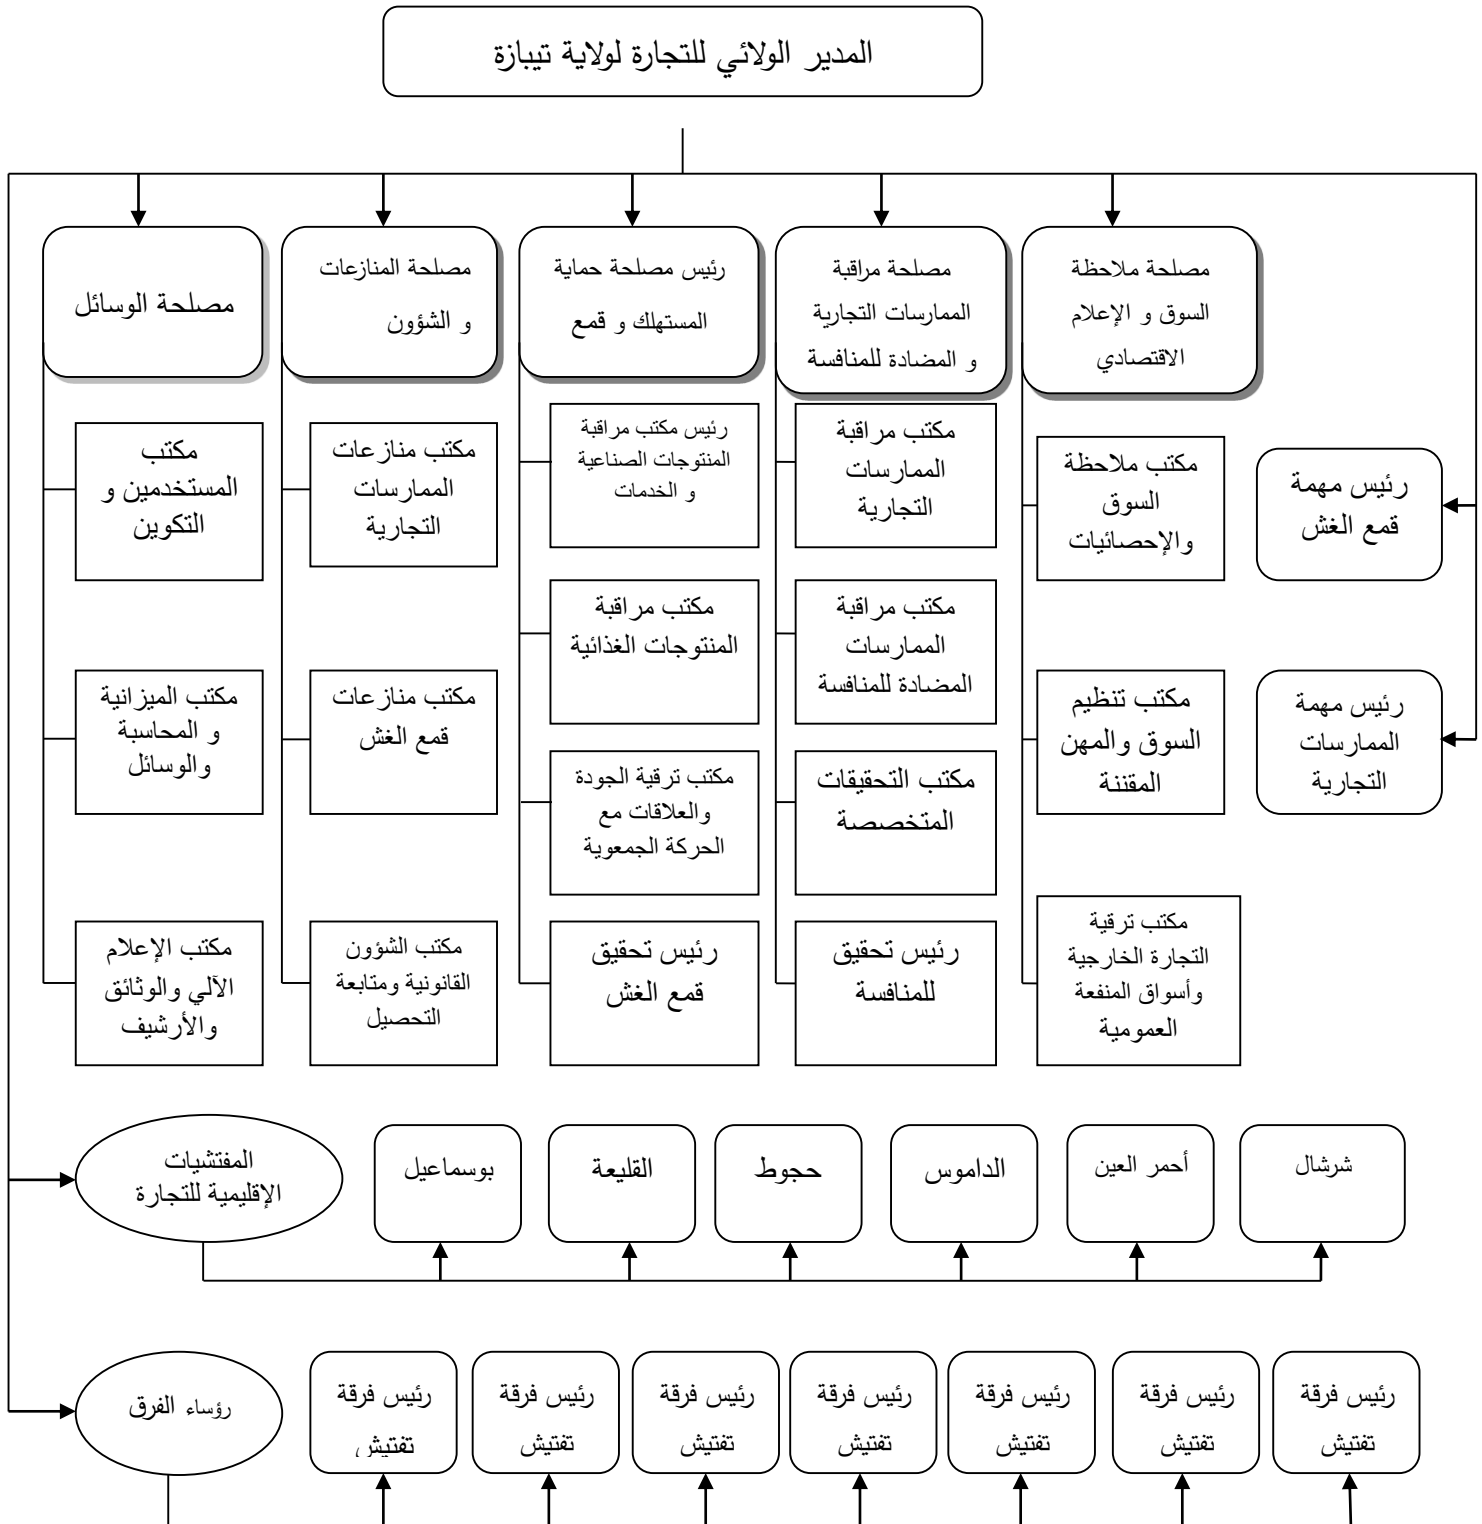 المدير الولائي للتجارة لولاية تيبازة
مصلحة ملاحظة
السوق و الإعلام
الاقتصادي
مصلحة مراقبة
الممارسات التجارية
و المضادة للمنافسة
رئيس مصلحة حماية
المستهلك و قمع
مصلحة المنازعات
و الشؤون
مصلحة الوسائل
رئيس مهمة
قمع الغش
رئيس مهمة
الممارسات
التجارية
مكتب ملاحظة
السوق
والإحصائيات
مكتب تنظيم
السوق والمهن
المقننة
مكتب ترقية
التجارة الخارجية
وأسواق المنفعة
العمومية
مكتب مراقبة
الممارسات
التجارية
مكتب مراقبة
الممارسات
المضادة للمنافسة
مكتب التحقيقات
المتخصصة
رئيس تحقيق
للمنافسة
رئيس مكتب مراقبة
المنتوجات الصناعية
و الخدمات
مكتب مراقبة
المنتوجات الغذائية
مكتب ترقية الجودة
والعلاقات مع
الحركة الجمعوية
رئيس تحقيق
قمع الغش
مكتب منازعات
الممارسات
التجارية
مكتب منازعات
قمع الغش
مكتب الشؤون
القانونية ومتابعة
التحصيل
مكتب
المستخدمين و
التكوين
مكتب الميزانية
و المحاسبة
والوسائل
مكتب الإعلام
الآلي والوثائق
والأرشيف
شرشال
أحمر العين
الداموس
حجوط
القليعة
بوسماعيل
المفتشيات
الإقليمية للتجارة
رئيس فرقة
تفتيش
رئيس فرقة
تفتيش
رئيس فرقة
تفتيش
رئيس فرقة
تفتيش
رئيس فرقة
تفتيش
رئيس فرقة
تفتيش
رئيس فرقة
تفتيش
رؤساء الفرق